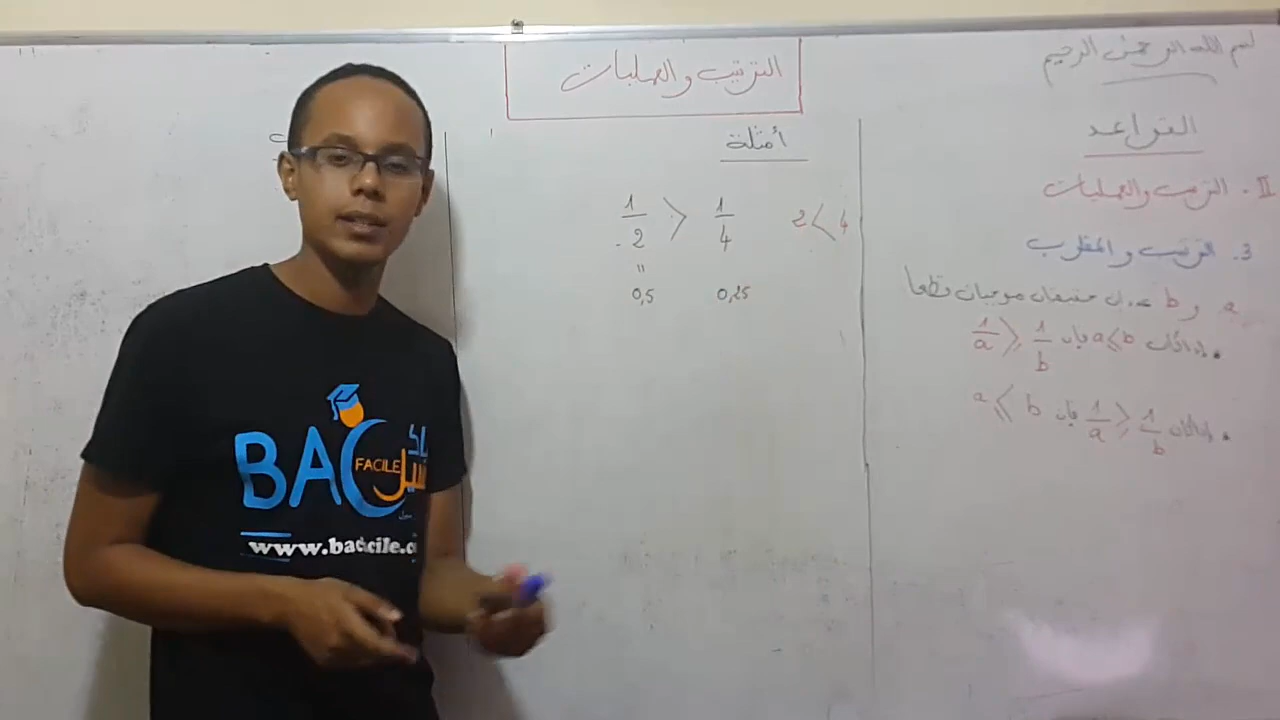 بسم الله الرحمن الرحيم
الترتيب والعمليات
القواعد
II. الترتيب والعمليات
3. الترتيب والمقلوب
a و b عددان حقيقيان موجبان قطعا
• إذا كان a ⩽ b فإن 1/a ⩾ 1/b
• إذا كان 1/a ⩾ 1/b فإن a ⩽ b
أمثلة
1/2 > 1/4 2 < 4
"
0,5 0,25
BAC
FACILE
باك
سيل
www.bacfacile.c